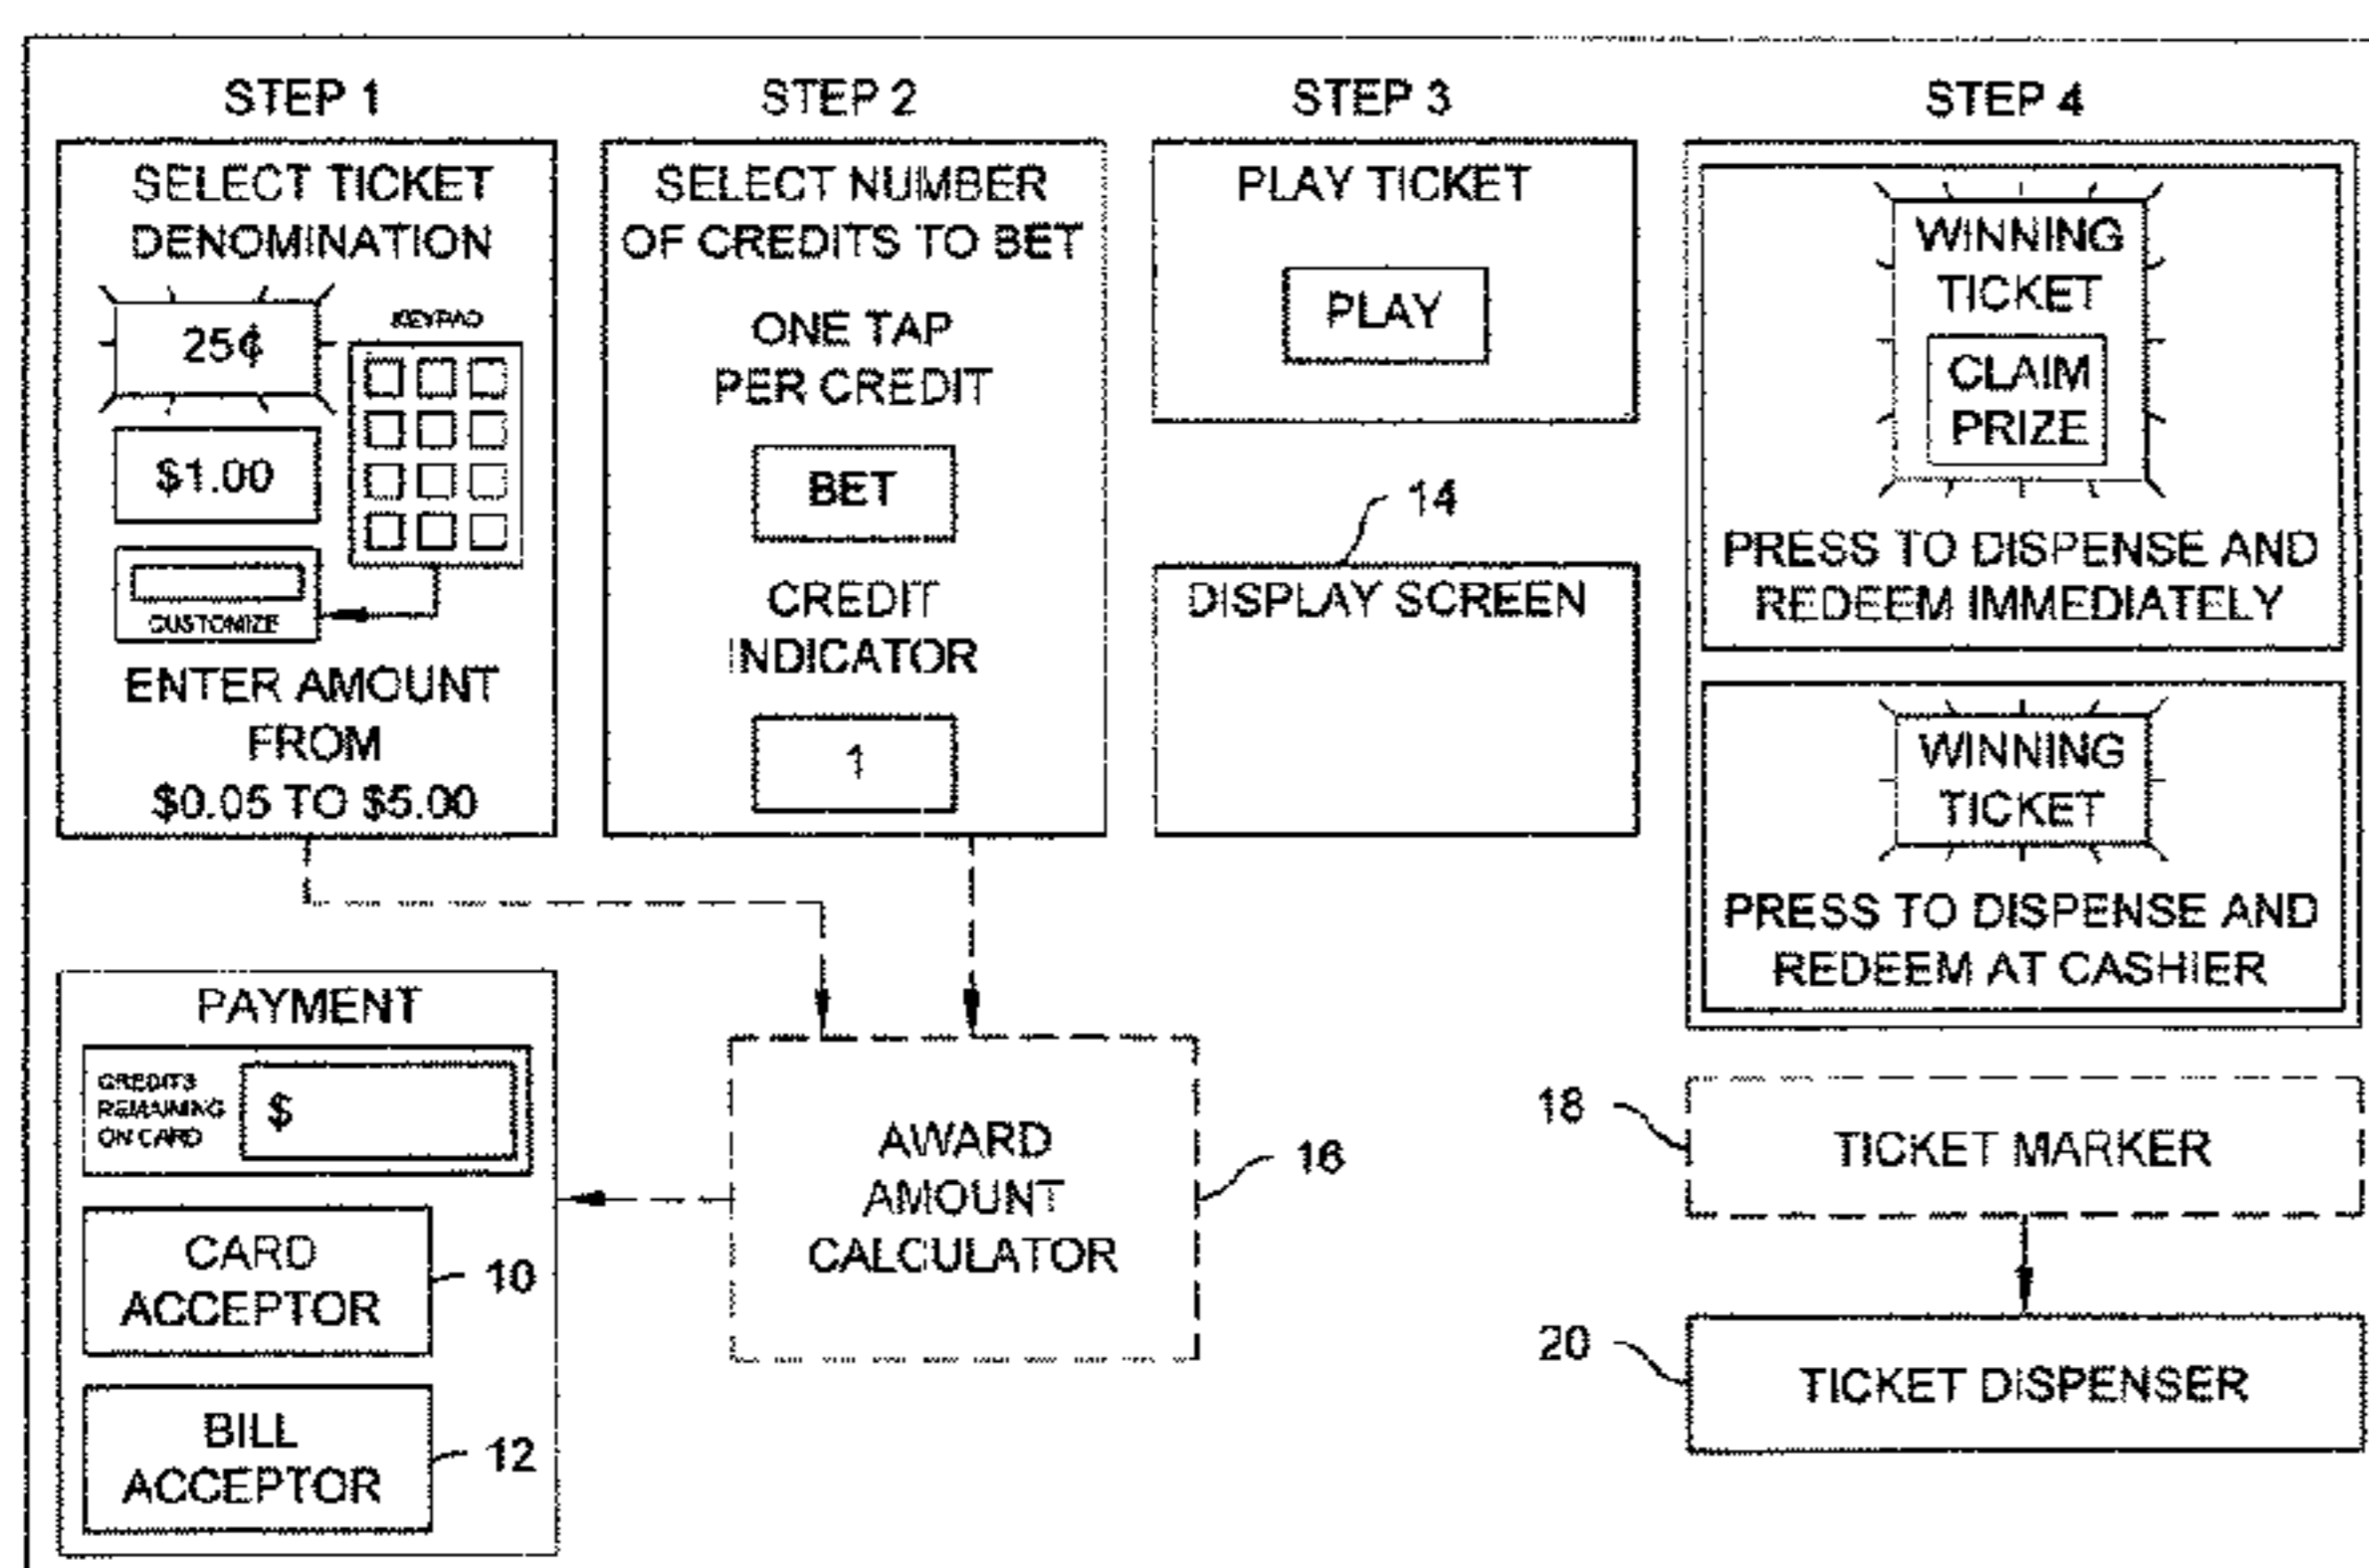 STEP 1
SELECT TICKET
DENOMINATION
25¢
KEYPAD
$1.00
CUSTOMIZE
ENTER AMOUNT
FROM
$0.05 TO $5.00
STEP 2
SELECT NUMBER
OF CREDITS TO BET
ONE TAP
PER CREDIT
BET
CREDIT
INDICATOR
1
STEP 3
PLAY TICKET
PLAY
14
DISPLAY SCREEN
STEP 4
WINNING
TICKET
CLAIM
PRIZE
PRESS TO DISPENSE AND
REDEEM IMMEDIATELY
WINNING
TICKET
PRESS TO DISPENSE AND
REDEEM AT CASHIER
PAYMENT
CREDITS
REMAINING
ON CARD
$
CARD
ACCEPTOR
10
BILL
ACCEPTOR
12
AWARD
AMOUNT
CALCULATOR
16
18
TICKET MARKER
20
TICKET DISPENSER